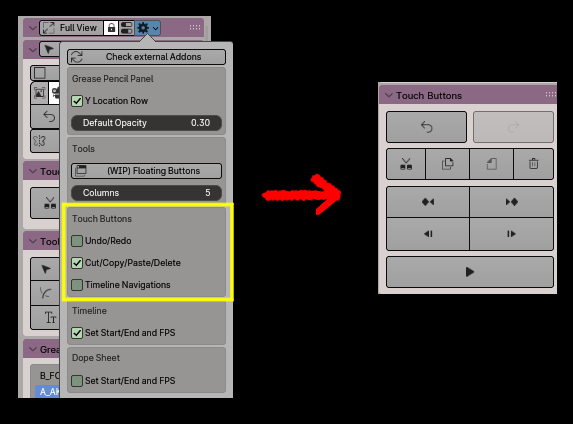 Full View
Check external Addons
Grease Pencil Panel
Y Location Row
Default Opacity 0.30
Tools
(WIP) Floating Buttons
Columns 5
Touch Buttons
Undo/Redo
Cut/Copy/Paste/Delete
Timeline Navigations
Timeline
Set Start/End and FPS
Dope Sheet
Set Start/End and FPS
Touc
Tool
Tт
Grea
B_FC
A_AK
Touch Buttons